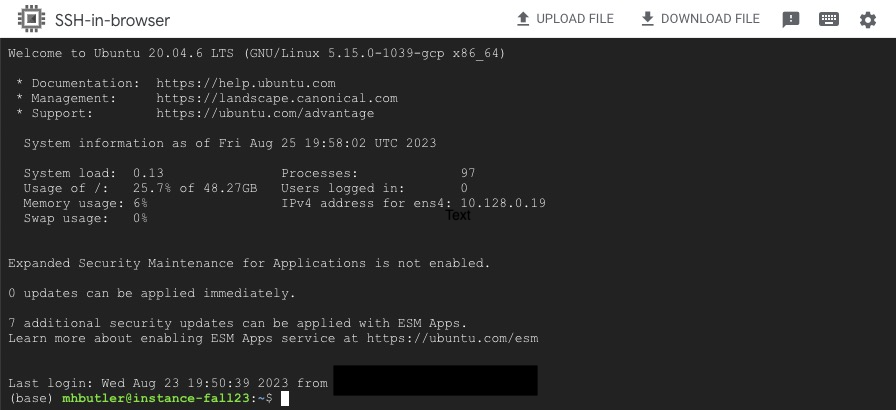 SSH-in-browser UPLOAD FILE DOWNLOAD FILE
Welcome to Ubuntu 20.04.6 LTS (GNU/Linux 5.15.0-1039-gcp x86_64)
* Documentation: https://help.ubuntu.com
* Management: https://landscape.canonical.com
* Support: https://ubuntu.com/advantage
System information as of Fri Aug 25 19:58:02 UTC 2023
System load: 0.13 Processes: 97
Usage of /: 25.7% of 48.27GB Users logged in: 0
Memory usage: 6% IPv4 address for ens4: 10.128.0.19
Swap usage: 0%
Text
Expanded Security Maintenance for Applications is not enabled.
0 updates can be applied immediately.
7 additional security updates can be applied with ESM Apps.
Learn more about enabling ESM Apps service at https://ubuntu.com/esm
Last login: Wed Aug 23 19:50:39 2023 from
(base) mhbutler@instance-fall23:~$